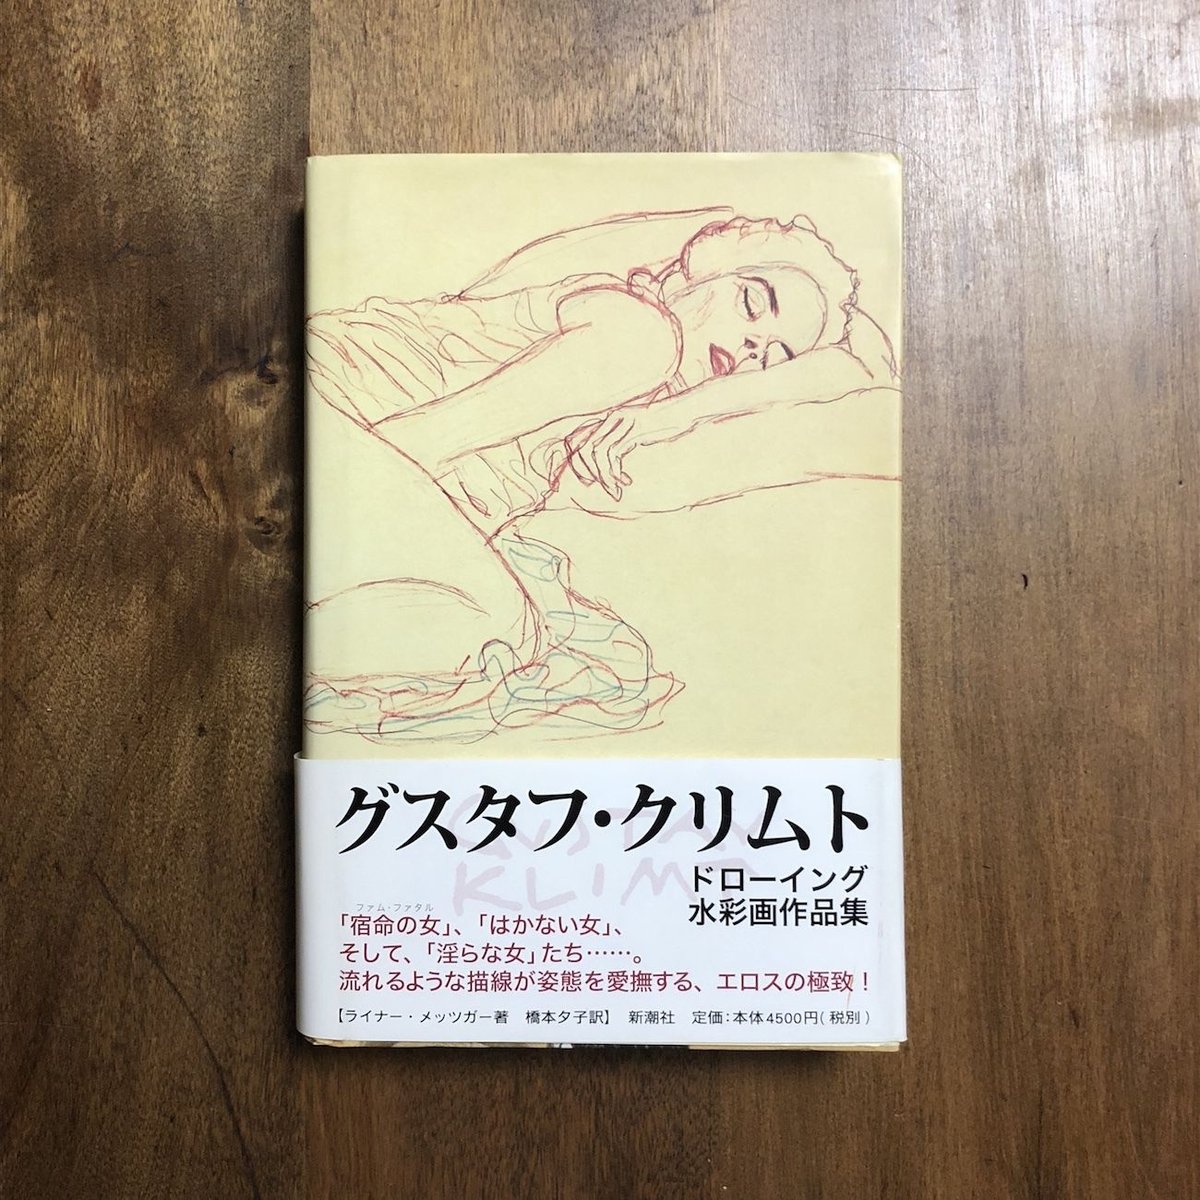 グスタフ・クリムト
GUSTAV
KLIMT
ドローイング
水彩画作品集
ファム・ファタル
「宿命の女」、「はかない女」、
そして、「淫らな女」たち……。
流れるような描線が姿態を愛撫する、エロスの極致！
【ライナー・メッツガー著　橋本夕子訳】　新潮社　定価：本体4500円（税別）